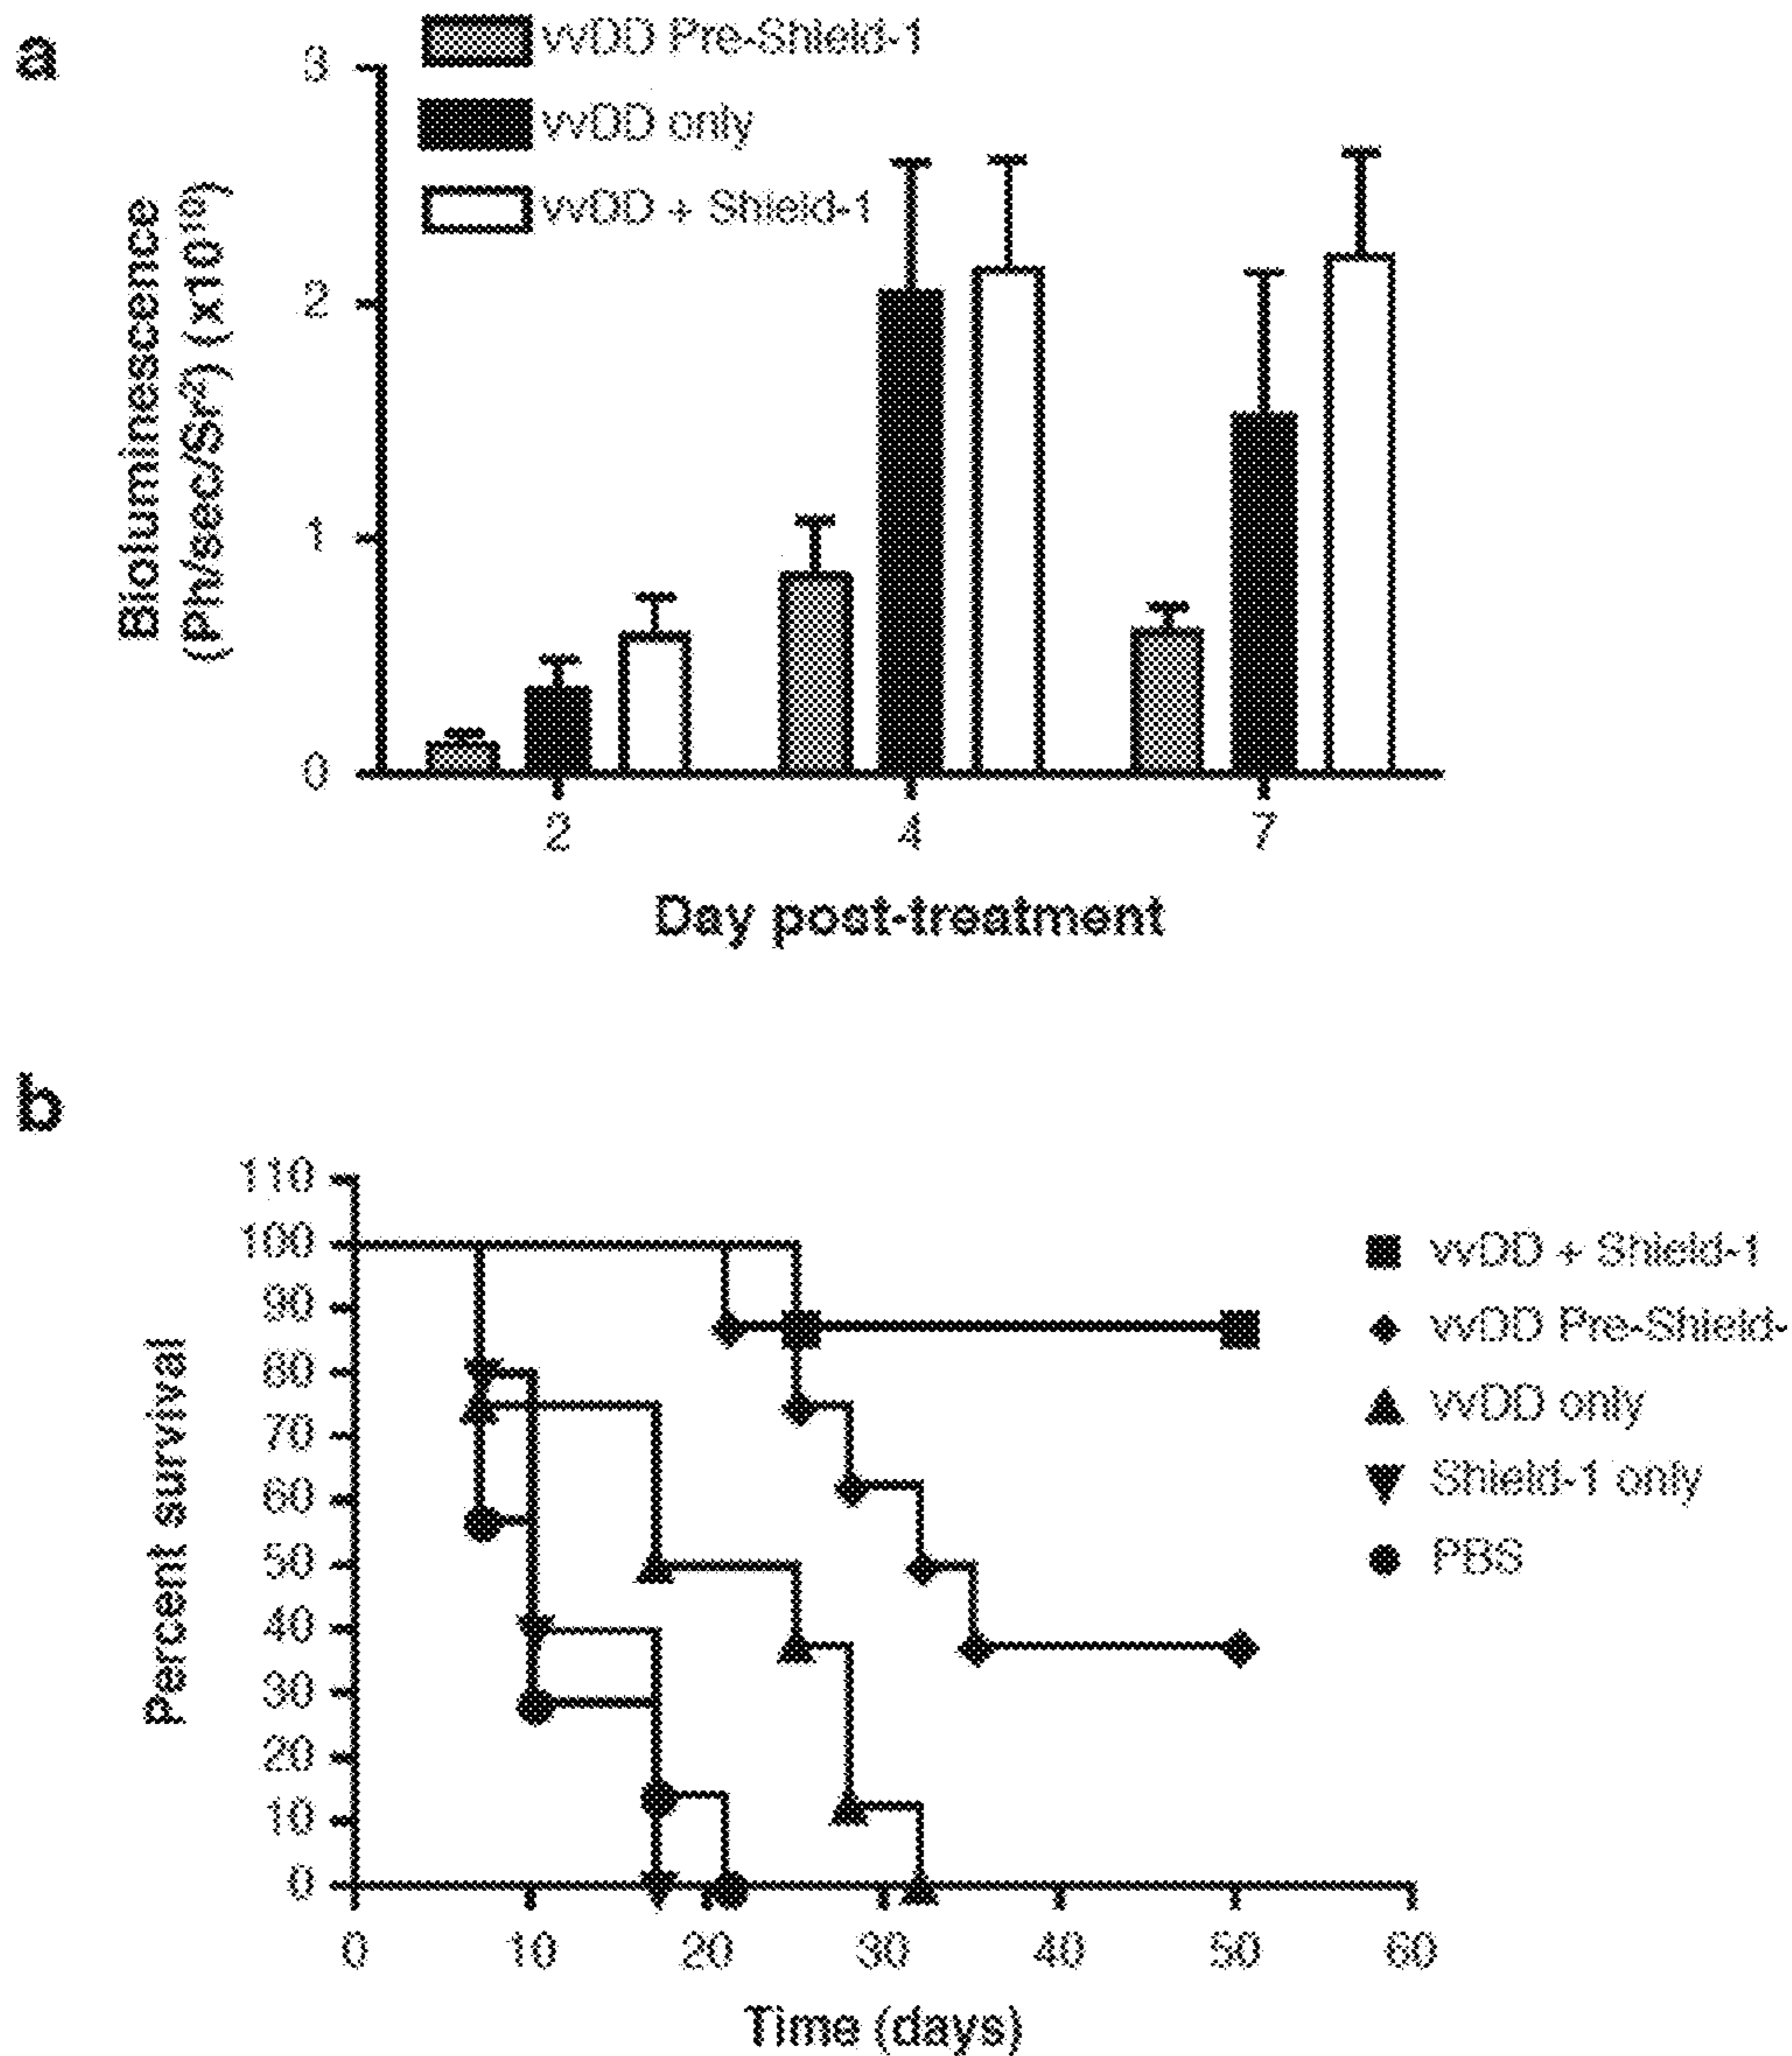 a
vvDD Pre-Shield-1
vvDD only
vvDD + Shield-1
Bioluminescence
(Ph/sec/Sr²) (x10¹⁰)
3
2
1
0
2 4 7
Day post-treatment
b
Percent survival
110
100
90
80
70
60
50
40
30
20
10
0
0 10 20 30 40 50 60
Time (days)
vvDD + Shield-1
vvDD Pre-Shield-
vvDD only
Shield-1 only
PBS